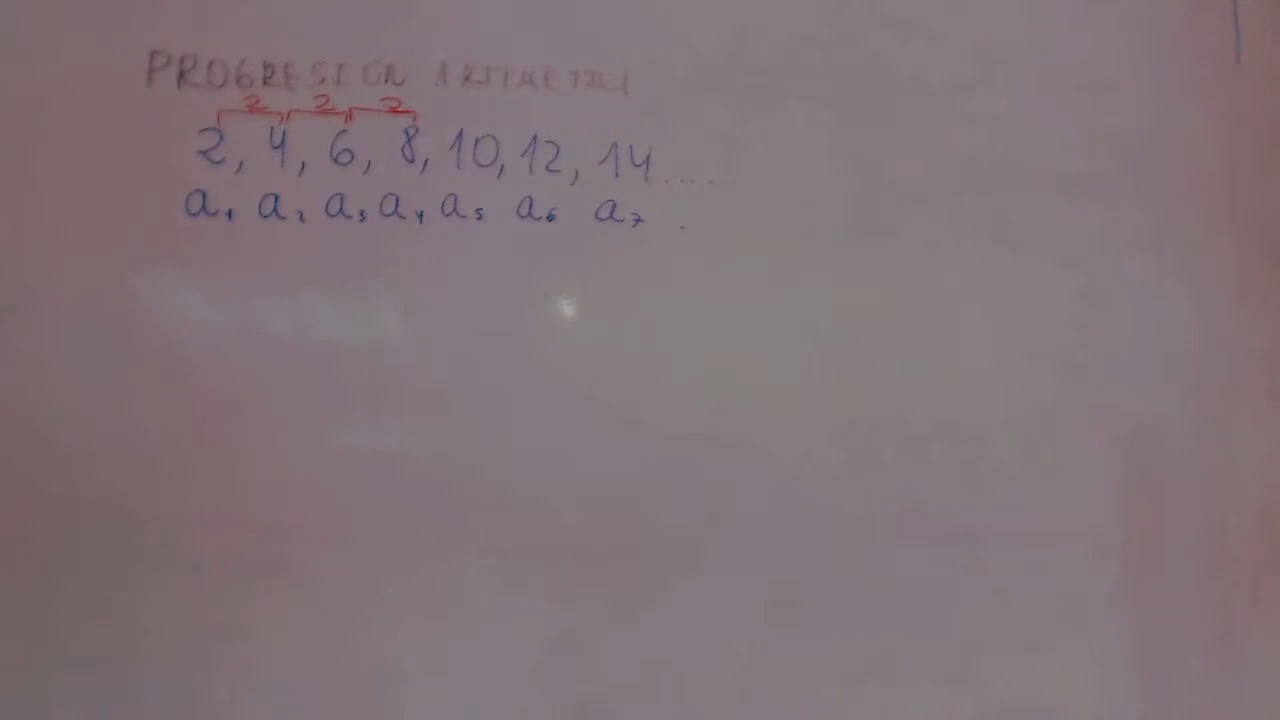 PROGRESIÓN ARITMETICA
2 2 2
2, 4, 6, 8, 10, 12, 14 .....
a₁ a₂ a₃ a₄ a₅ a₆ a₇ .